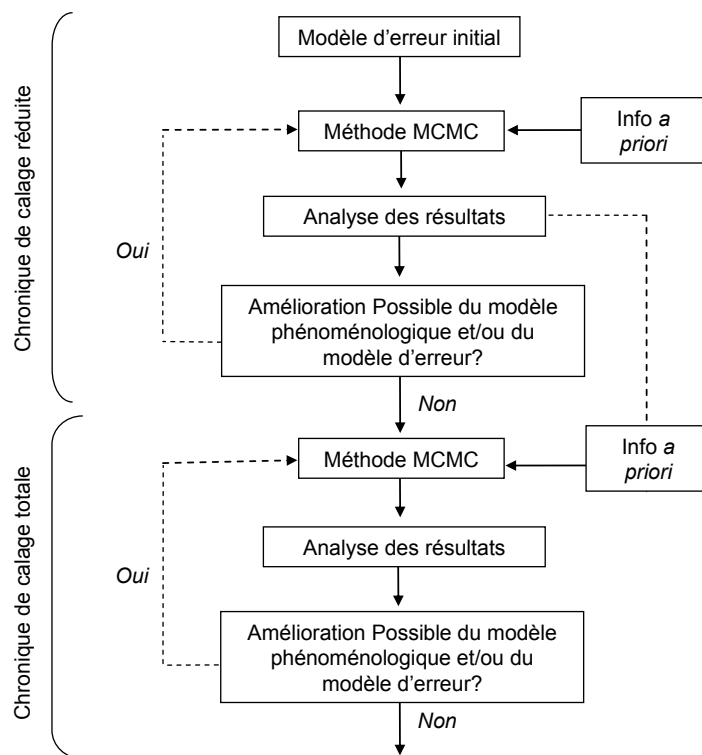 Modèle d'erreur initial
Chronique de calage réduite
Méthode MCMC
Info a
priori
Analyse des résultats
Oui
Amélioration Possible du modèle
phénoménologique et/ou du
modèle d'erreur?
Non
Chronique de calage totale
Méthode MCMC
Info a
priori
Analyse des résultats
Oui
Amélioration Possible du modèle
phénoménologique et/ou du
modèle d'erreur?
Non